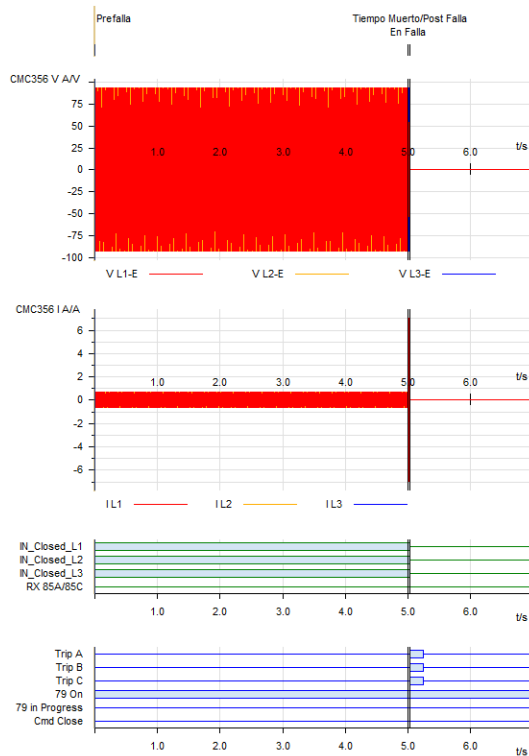 Prefalla
Tiempo Muerto/Post Falla
En Falla
CMC356 V A/V
75
50
25
0
-25
-50
-75
-100
1.0 2.0 3.0 4.0 5.0 6.0 t/s
V L1-E V L2-E V L3-E
CMC356 I A/A
6
4
2
0
-2
-4
-6
1.0 2.0 3.0 4.0 5.0 6.0 t/s
I L1 I L2 I L3
IN_Closed_L1
IN_Closed_L2
IN_Closed_L3
RX 85A/85C
1.0 2.0 3.0 4.0 5.0 6.0 t/s
Trip A
Trip B
Trip C
79 On
79 in Progress
Cmd Close
1.0 2.0 3.0 4.0 5.0 6.0 t/s